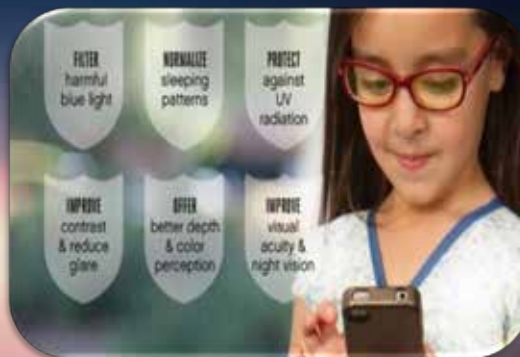 FILTER
harmful
blue light
NORMALIZE
sleeping
patterns
PROTECT
against
UV
radiation
IMPROVE
contrast
& reduce
glare
OFFER
better depth
& color
perception
IMPROVE
visual
acuity &
night vision